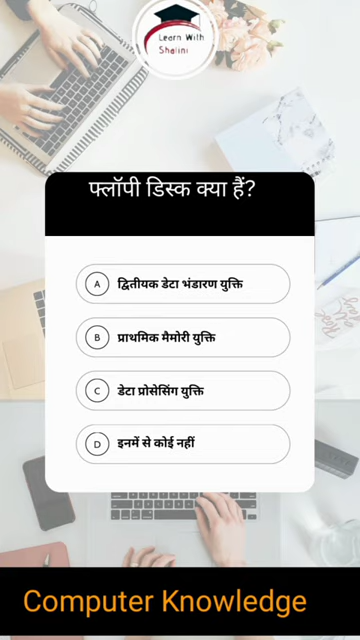 Learn With
Shalini
फ्लॉपी डिस्क क्या हैं?
A द्वितीयक डेटा भंडारण युक्ति
B प्राथमिक मैमोरी युक्ति
C डेटा प्रोसेसिंग युक्ति
D इनमें से कोई नहीं
Computer Knowledge